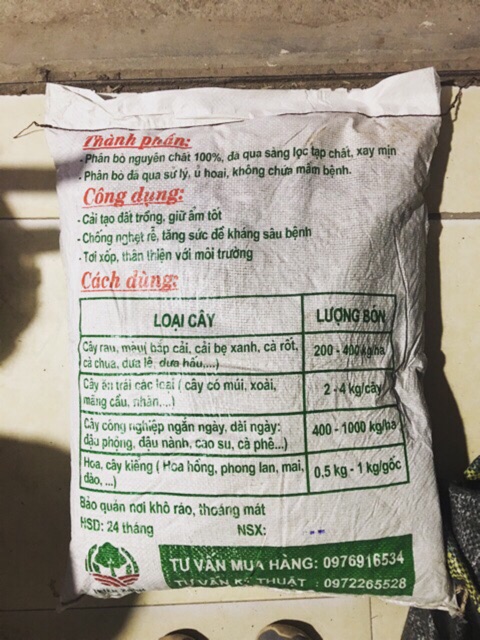 Thành phần:
- Phân bò nguyên chất 100%, đã qua sàng lọc tạp chất, xay mịn
- Phân bò đã qua sử lý, ủ hoai, không chứa mầm bệnh.
Công dụng:
- Cải tạo đất trồng, giữ ẩm tốt
- Chống nghẹt rễ, tăng sức đề kháng sâu bệnh
- Tơi xốp, thân thiện với môi trường
Cách dùng:
LOẠI CÂY LƯỢNG BÓN
Cây rau, màu( bắp cải, cải bẹ xanh, cà rốt, 200 - 400 kg/ha
cà chua, dưa lê, dưa hấu,...)
Cây ăn trái các loại ( cây có múi, xoài, 2 - 4 kg/cây
mãng cầu, nhãn,...)
Cây công nghiệp ngắn ngày, dài ngày: 400 - 1000 kg/ha
đậu phộng, đậu nành, cao su, cà phê,..)
Hoa, cây kiểng ( Hoa hồng, phong lan, mai, 0,5 kg - 1 kg/gốc
đào, ...)
Bảo quản nơi khô ráo, thoáng mát
HSD: 24 tháng NSX:
TƯ VẤN MUA HÀNG: 0976916534
TƯ VẤN KỸ THUẬT : 0972265528